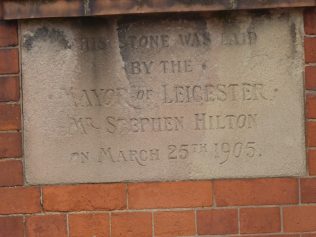 THIS STONE WAS LAID
BY THE
MAYOR OF LEICESTER
MR STEPHEN HILTON
ON MARCH 25TH 1905.